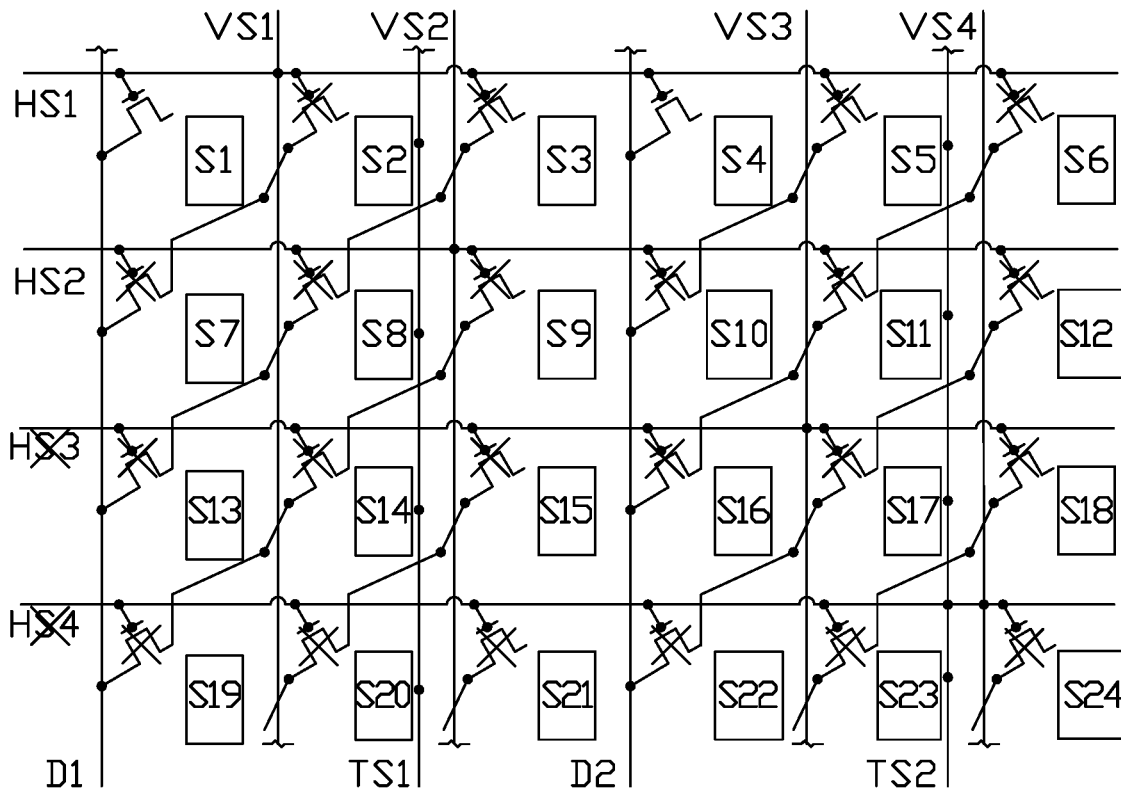 VS1 VS2 VS3 VS4
HS1
S1 S2 S3 S4 S5 S6
HS2
S7 S8 S9 S10 S11 S12
HS3
S13 S14 S15 S16 S17 S18
HS4
S19 S20 S21 S22 S23 S24
D1 TS1 D2 TS2